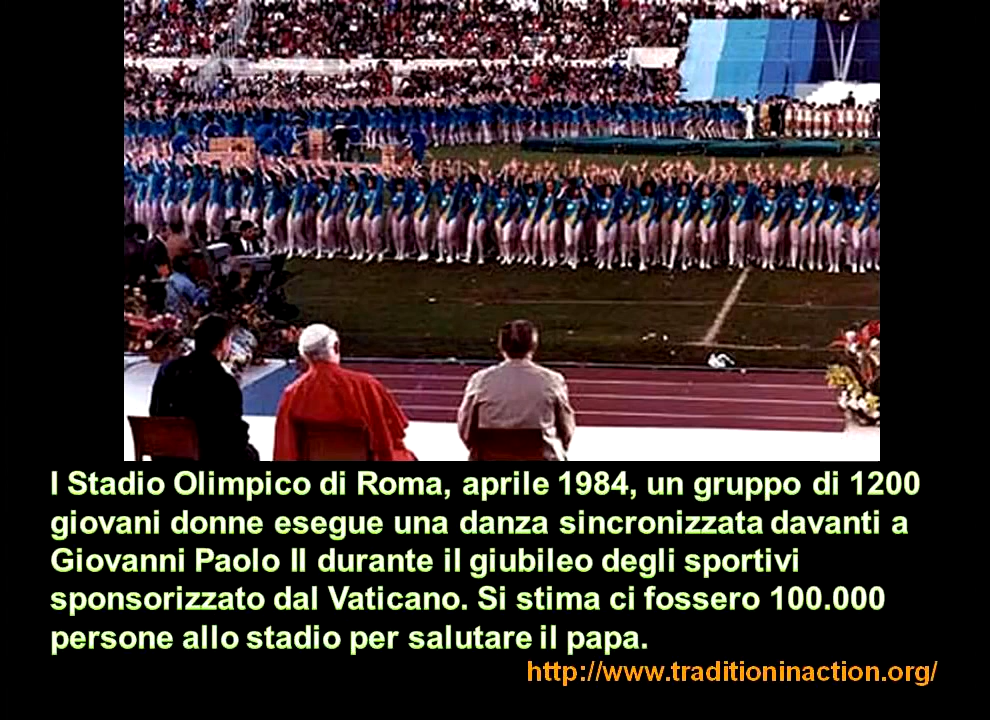 I Stadio Olimpico di Roma, aprile 1984, un gruppo di 1200
giovani donne esegue una danza sincronizzata davanti a
Giovanni Paolo II durante il giubileo degli sportivi
sponsorizzato dal Vaticano. Si stima ci fossero 100.000
persone allo stadio per salutare il papa.
http://www.traditioninaction.org/